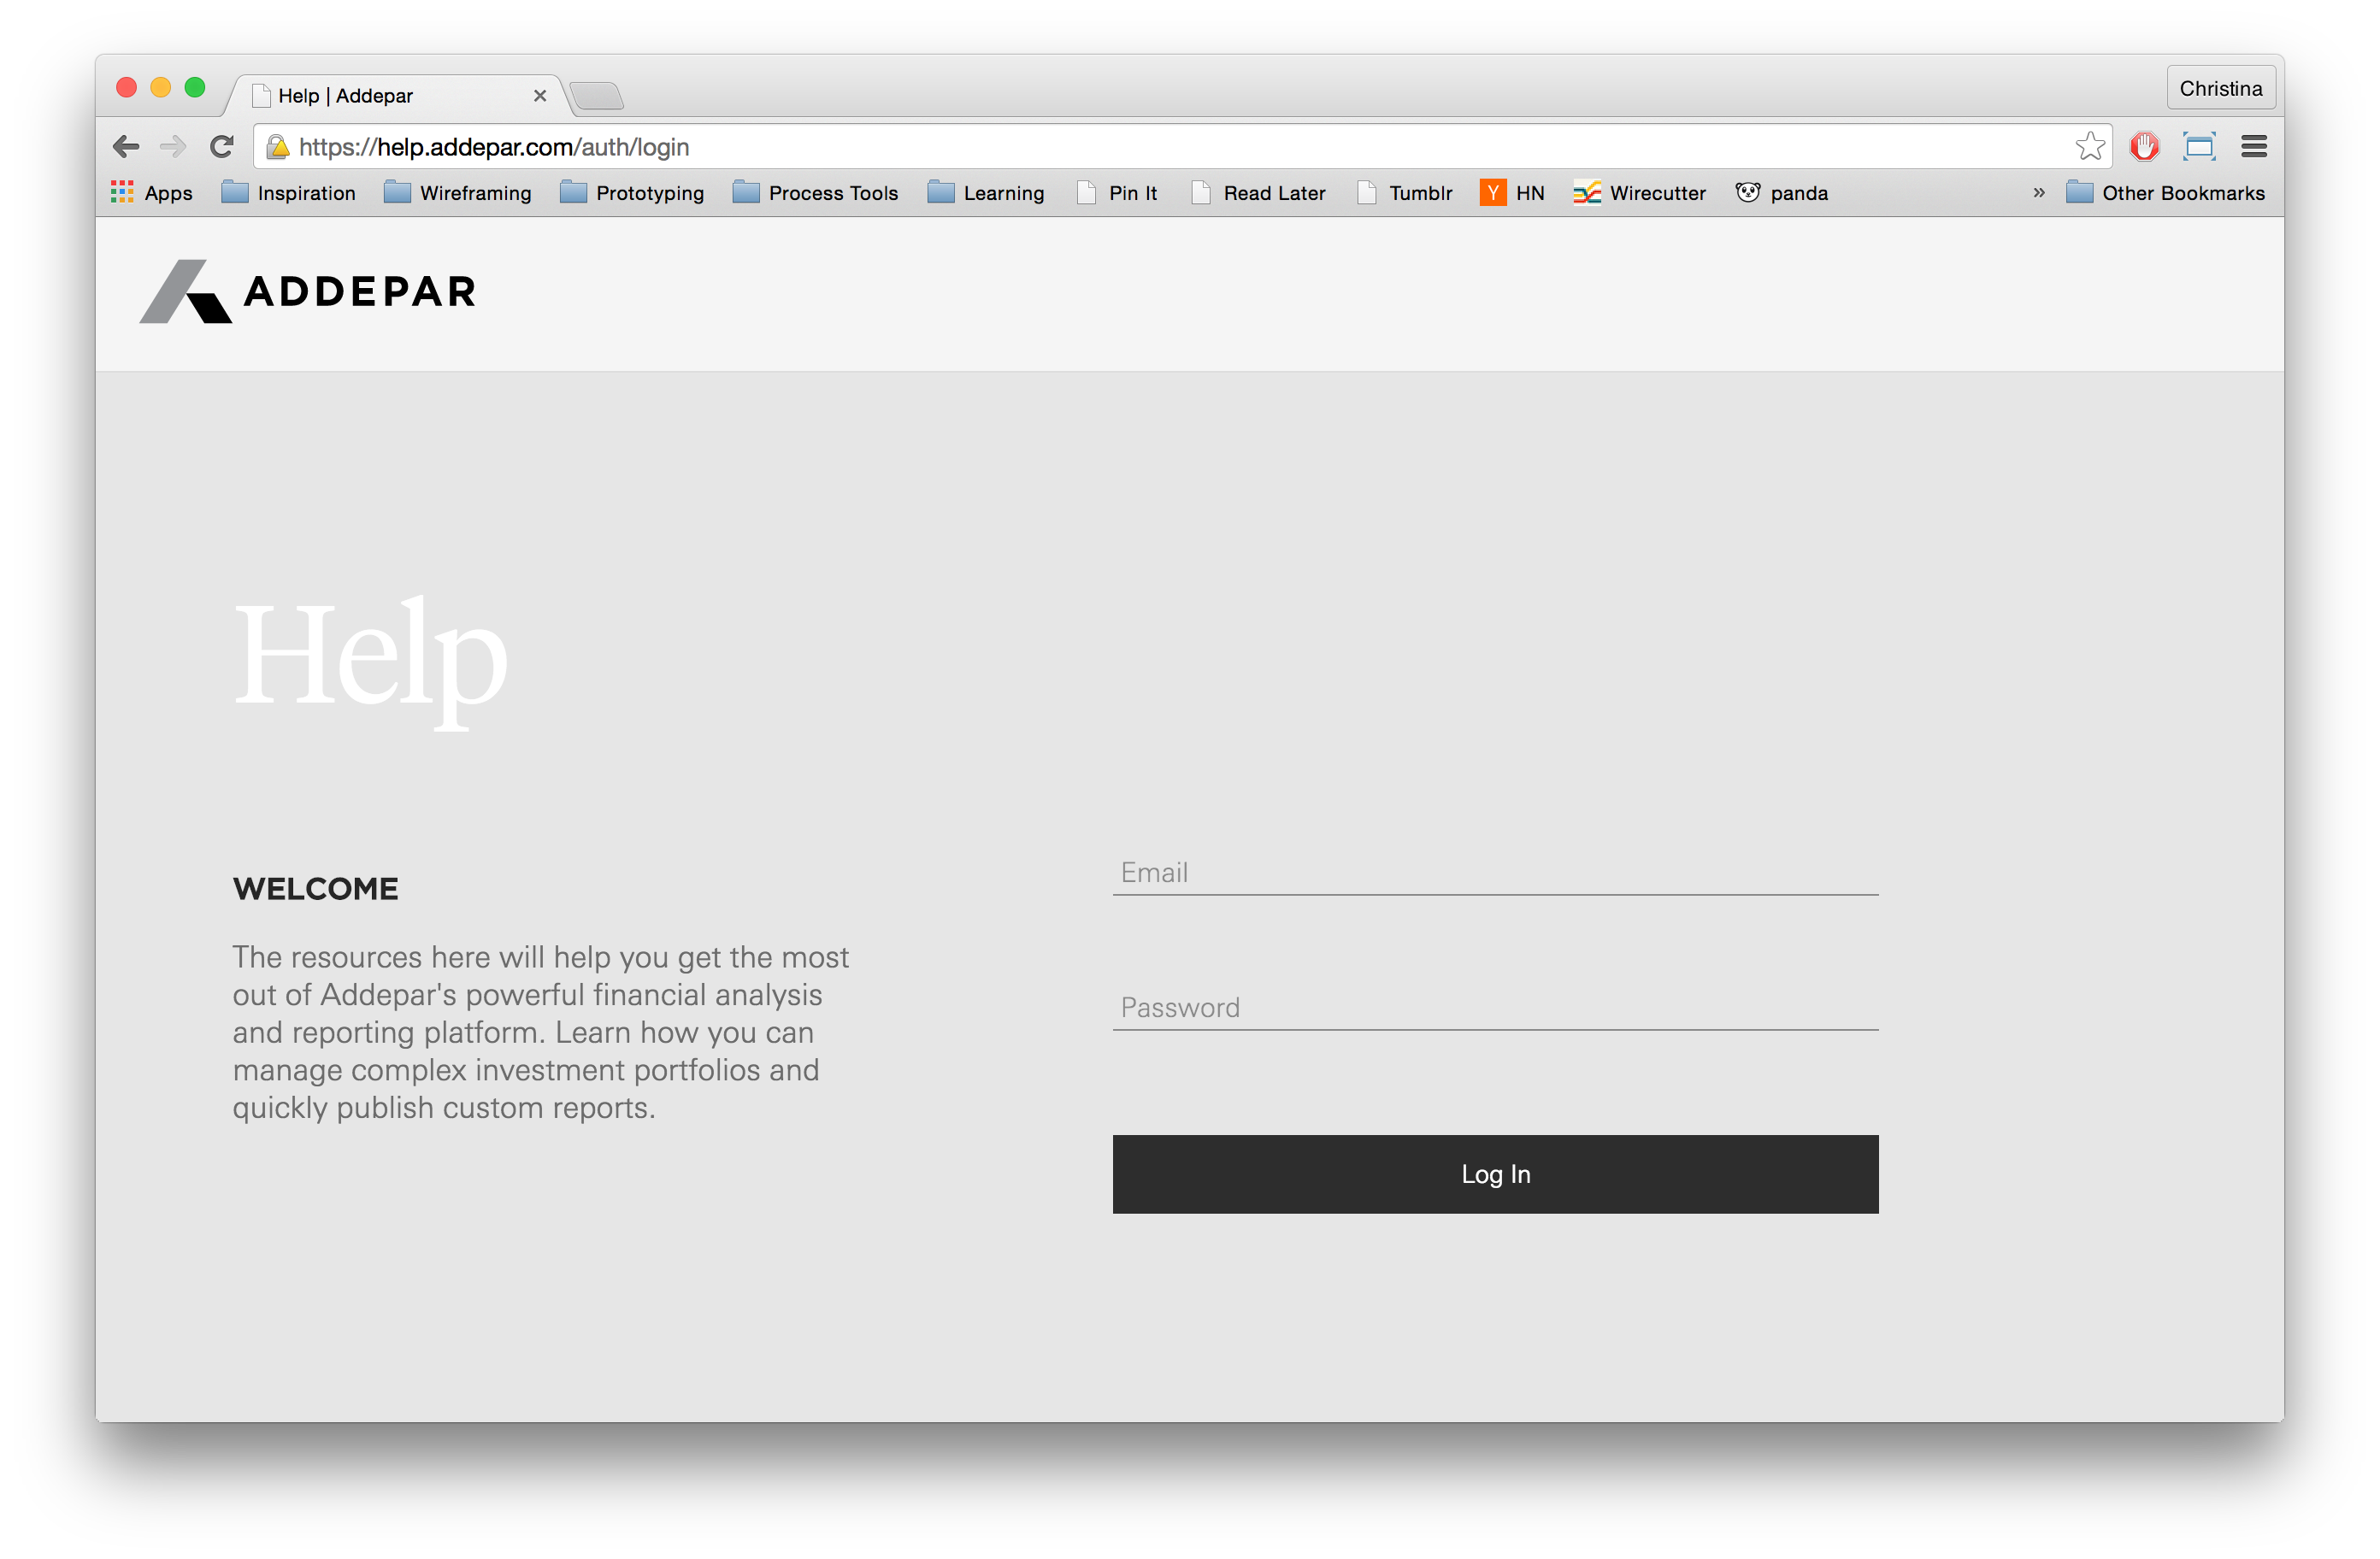 Help | Addepar
Christina
https://help.addepar.com/auth/login
Apps Inspiration Wireframing Prototyping Process Tools Learning Pin It Read Later Tumblr Y HN Wirecutter panda » Other Bookmarks
ADDEPAR
Help
WELCOME
The resources here will help you get the most
out of Addepar's powerful financial analysis
and reporting platform. Learn how you can
manage complex investment portfolios and
quickly publish custom reports.
Email
Password
Log In